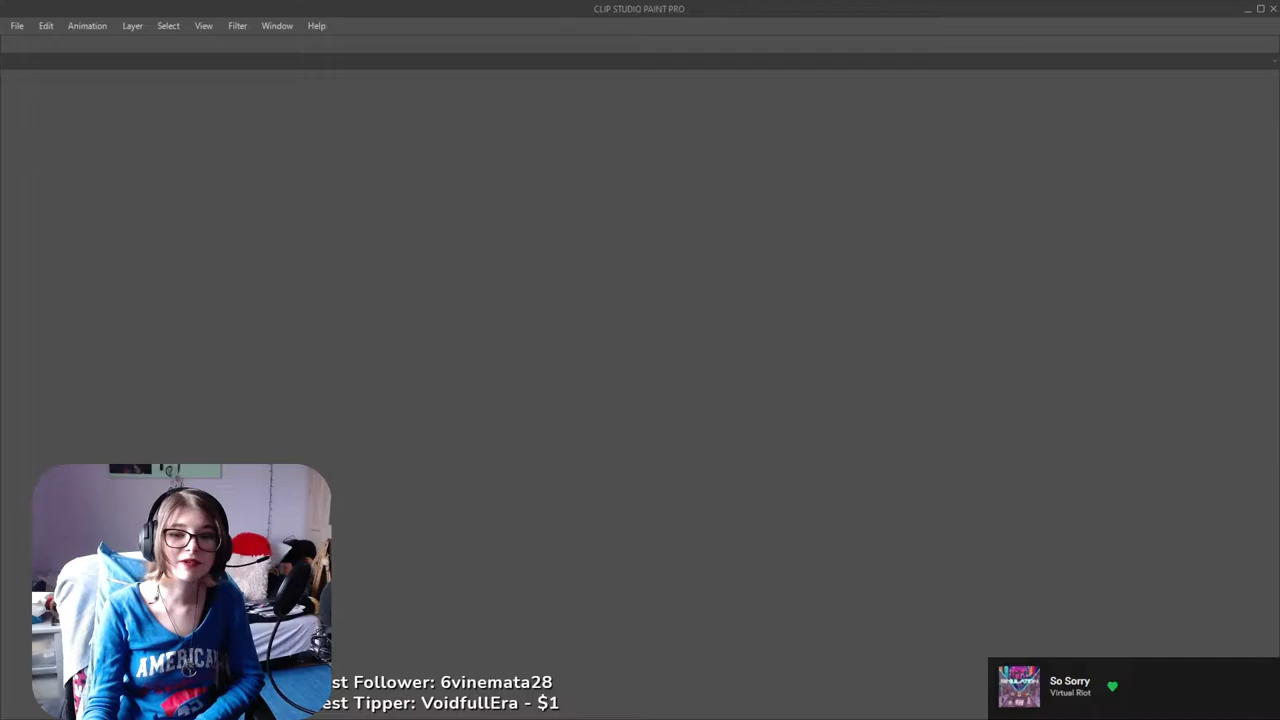 CLIP STUDIO PAINT PRO
File Edit Animation Layer Select View Filter Window Help
AMERICAN
st Follower: 6vinemata28
est Tipper: VoidfullEra - $1
So Sorry
Virtual Riot